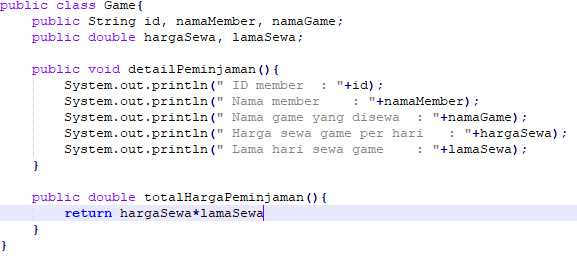 public class Game{
    public String id, namaMember, namaGame;
    public double hargaSewa, lamaSewa;
    public void detailPeminjaman(){
        System.out.println(" ID member  : "+id);
        System.out.println(" Nama member    : "+namaMember);
        System.out.println(" Nama game yang disewa  : "+namaGame);
        System.out.println(" Harga sewa game per hari   : "+hargaSewa);
        System.out.println(" Lama hari sewa game    : "+lamaSewa);
    }
    public double totalHargaPeminjaman(){
        return hargaSewa*lamaSewa
    }
}